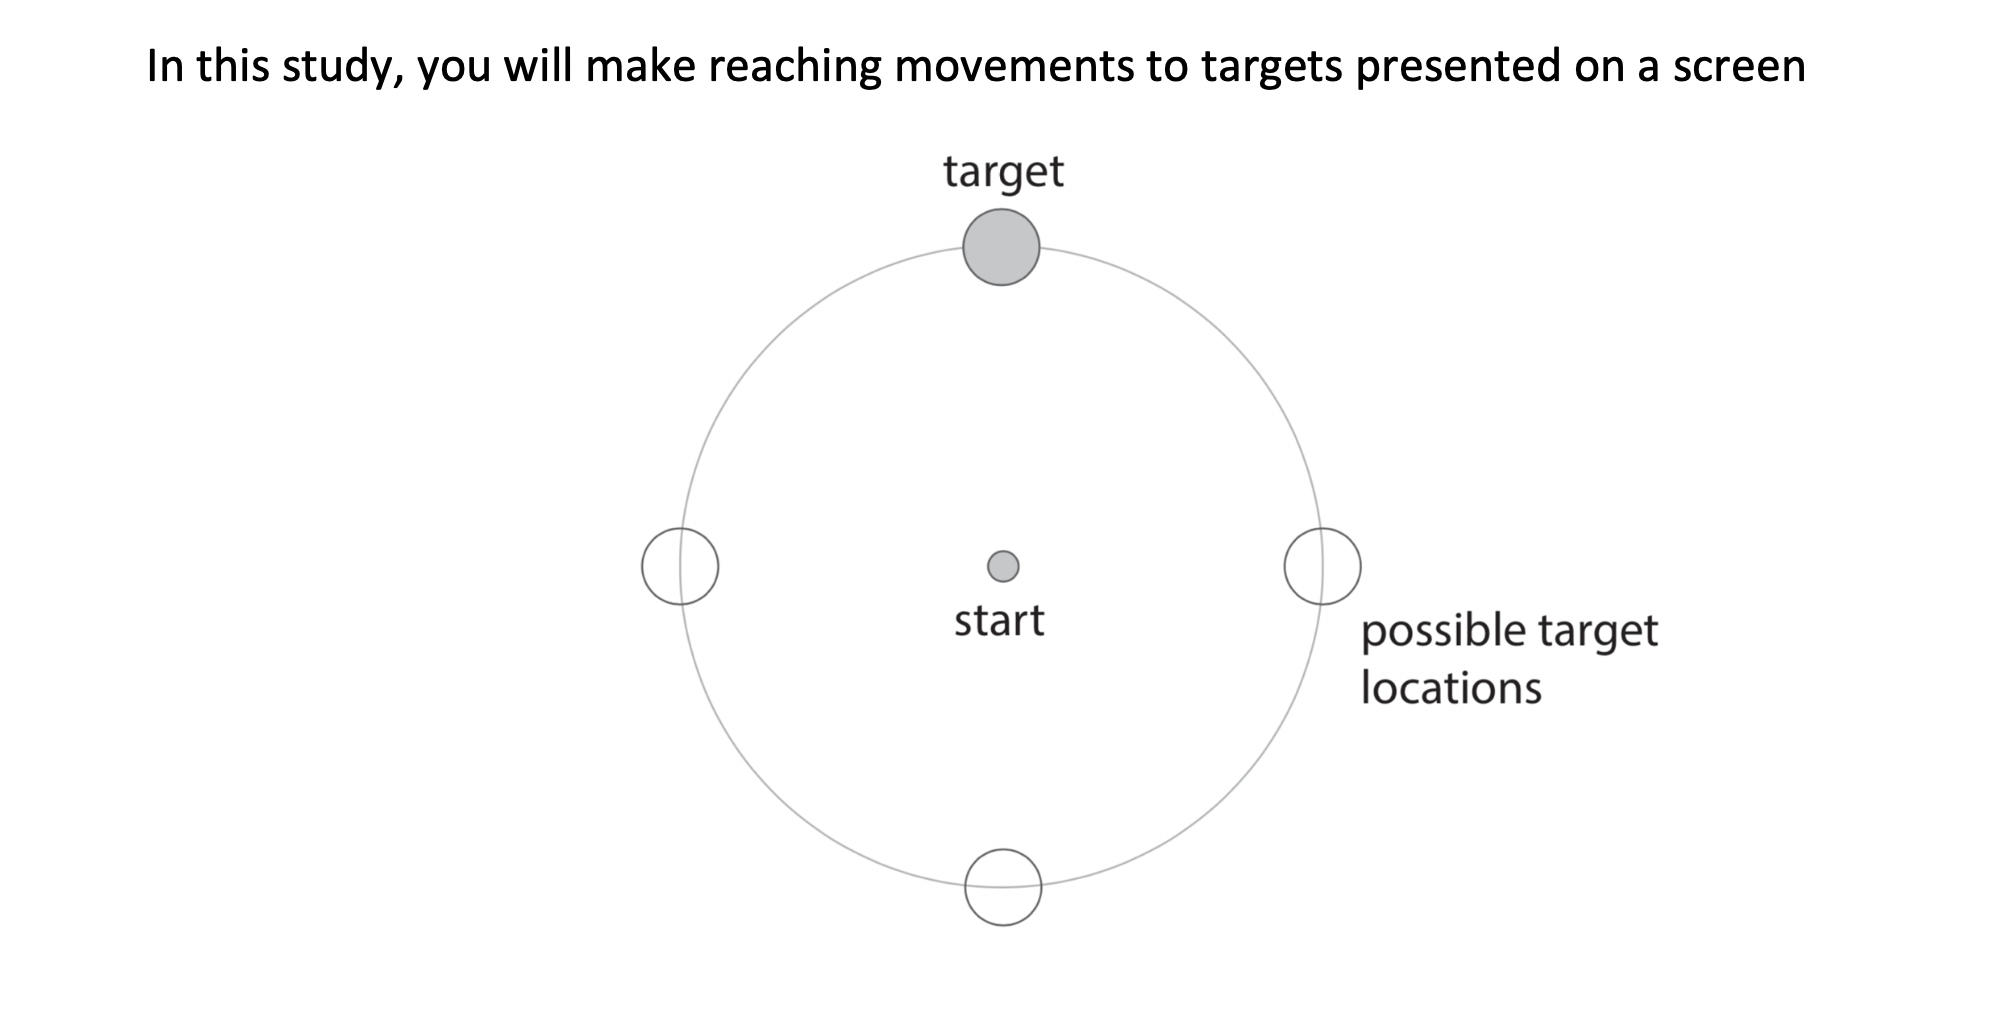 In this study, you will make reaching movements to targets presented on a screen
target
start
possible target
locations